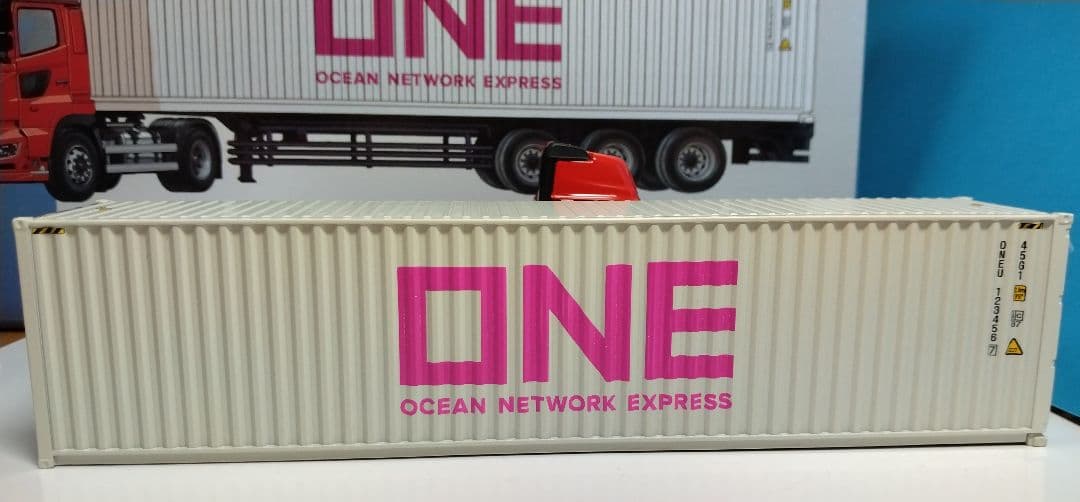 ONE
OCEAN NETWORK EXPRESS
ONE
OCEAN NETWORK EXPRESS
45G1
ONEU 123456 7